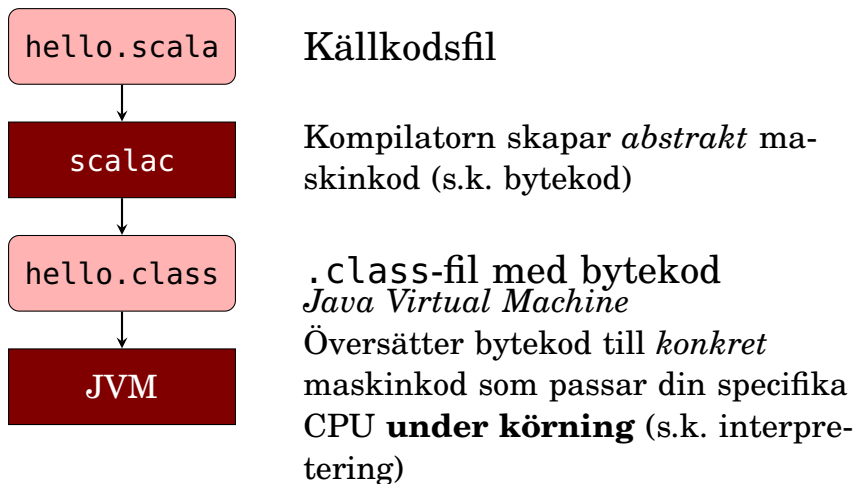 hello.scala
Källkodsfil
scalac
Kompilatorn skapar abstrakt ma-
skinkod (s.k. bytekod)
hello.class
.class-fil med bytekod
Java Virtual Machine
JVM
Översätter bytekod till konkret
maskinkod som passar din specifika
CPU under körning (s.k. interpre-
tering)